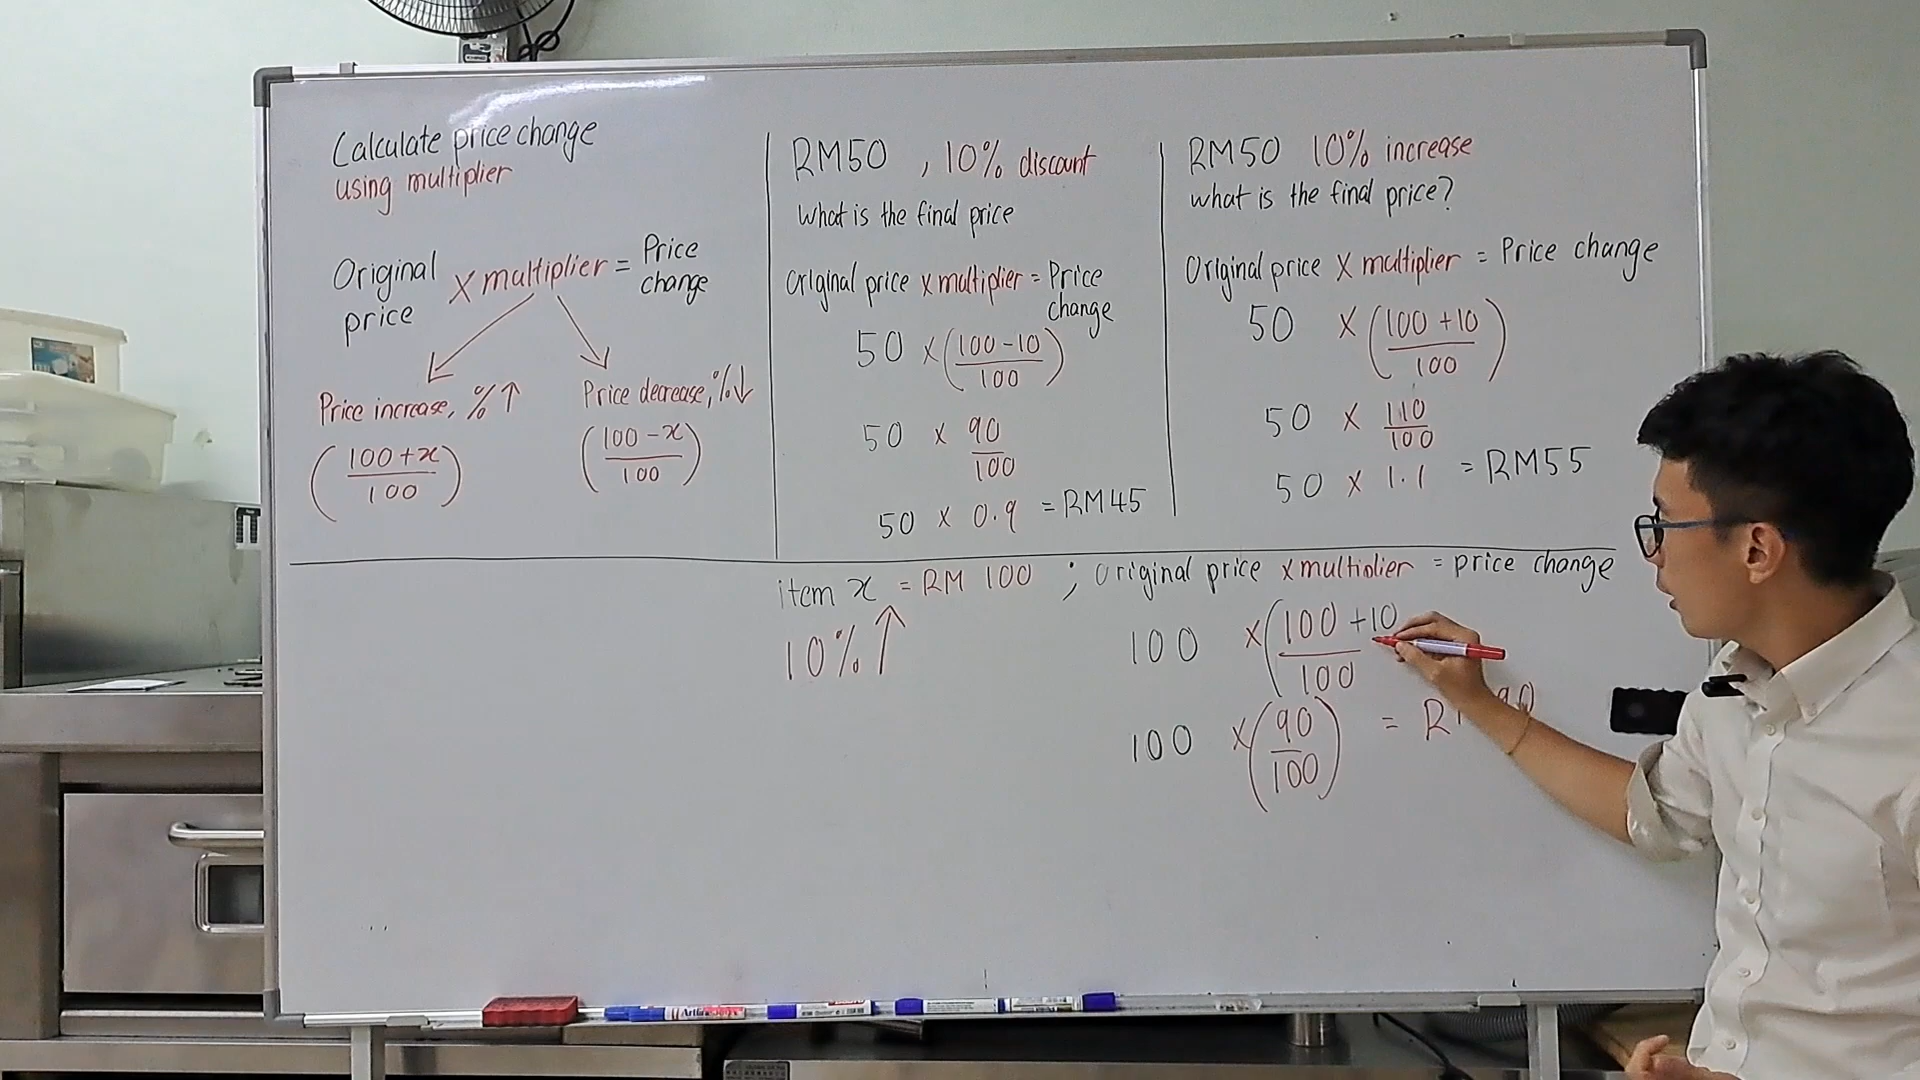 Calculate price change
using multiplier
Original price × multiplier = Price change
Price increase, % ↑
(100 + x / 100)
Price decrease, % ↓
(100 - x / 100)
RM50 , 10% discount
What is the final price
Original price × multiplier = Price change
50 × (100 - 10 / 100)
50 × 90 / 100
50 × 0.9 = RM45
RM50 10% increase
what is the final price?
Original price × multiplier = Price change
50 × (100 + 10 / 100)
50 × 110 / 100
50 × 1.1 = RM55
item x = RM 100 ; original price × multiplier = price change
10% ↑
100 × (100 + 10 / 100
100 × (90 / 100) = R 90
Artline